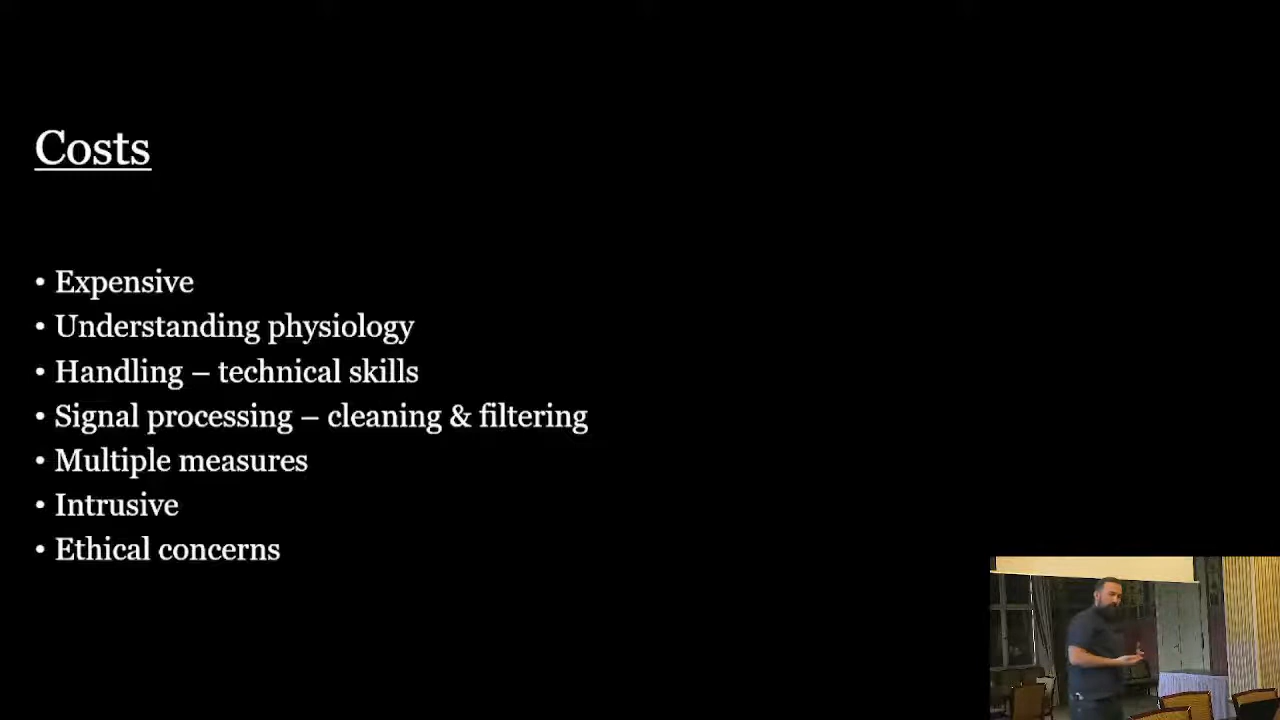 Costs
• Expensive
• Understanding physiology
• Handling – technical skills
• Signal processing – cleaning & filtering
• Multiple measures
• Intrusive
• Ethical concerns